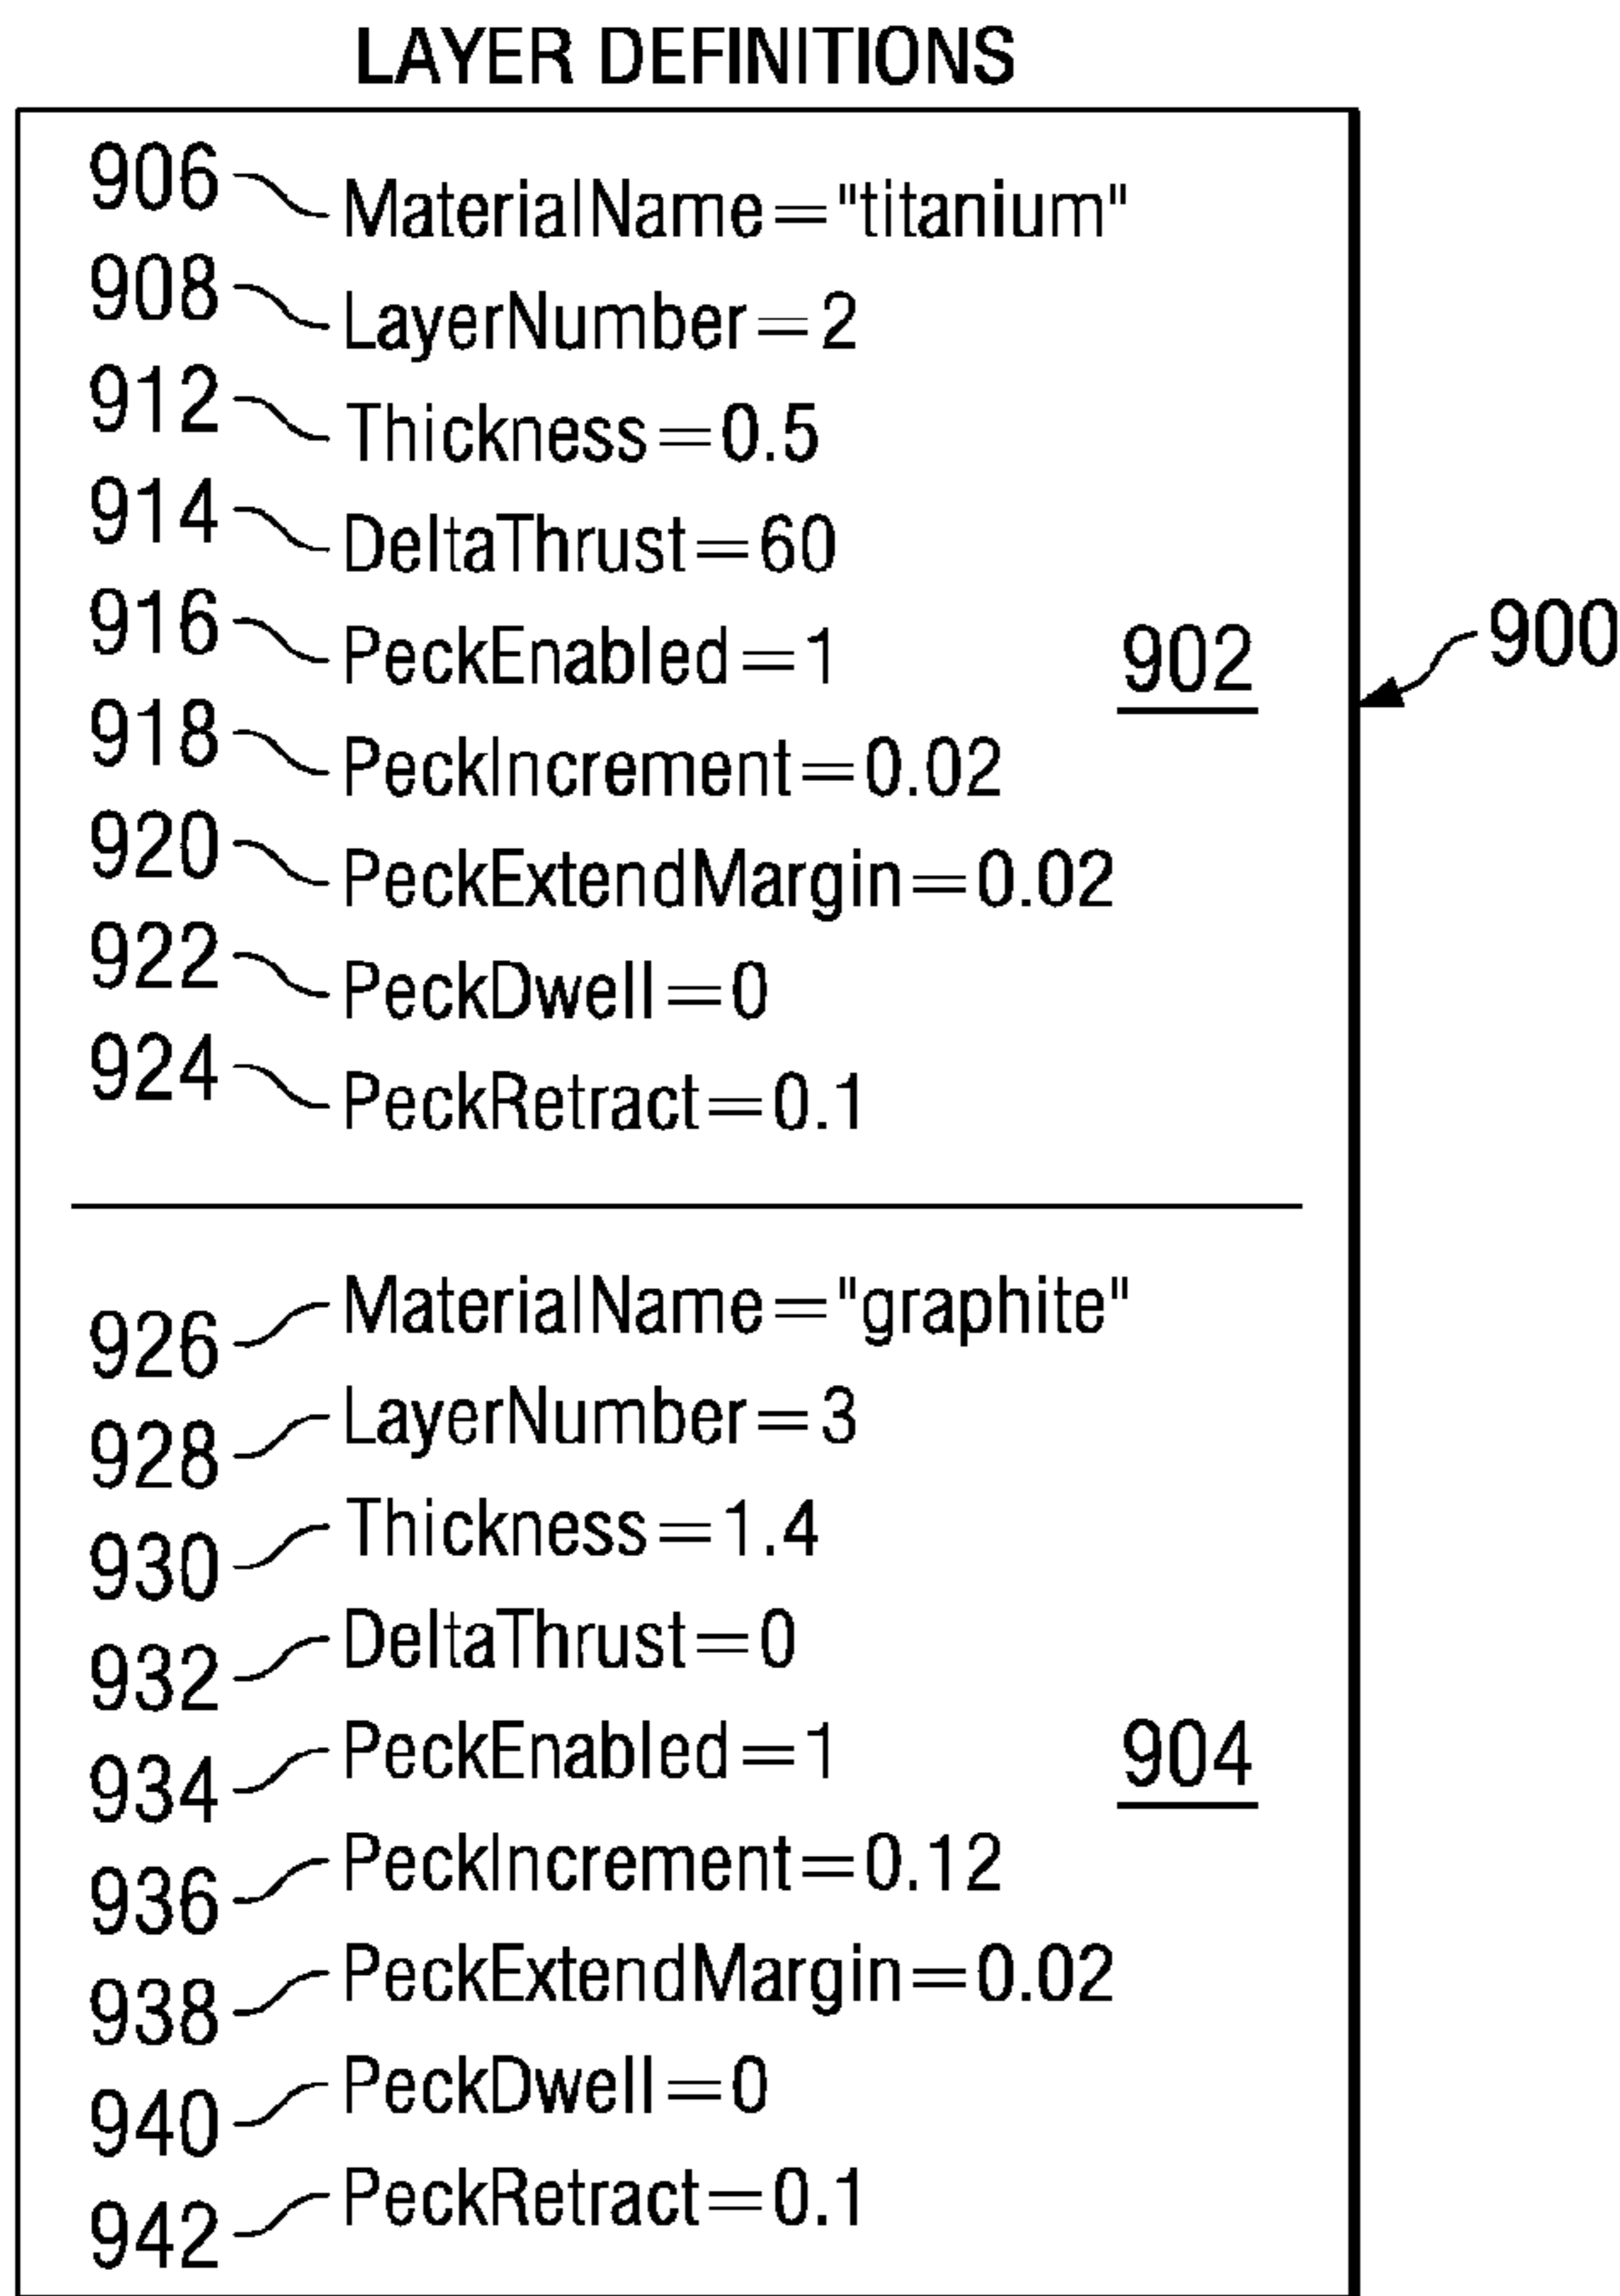 LAYER DEFINITIONS
906 MaterialName="titanium"
908 LayerNumber=2
912 Thickness=0.5
914 DeltaThrust=60
916 PeckEnabled=1
902
900
918 PeckIncrement=0.02
920 PeckExtendMargin=0.02
922 PeckDwell=0
924 PeckRetract=0.1
926 MaterialName="graphite"
928 LayerNumber=3
930 Thickness=1.4
932 DeltaThrust=0
934 PeckEnabled=1
904
936 PeckIncrement=0.12
938 PeckExtendMargin=0.02
940 PeckDwell=0
942 PeckRetract=0.1